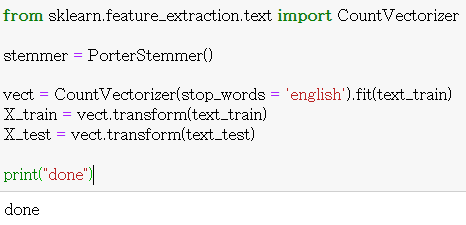 from sklearn.feature_extraction.text import CountVectorizer
stemmer = PorterStemmer()
vect = CountVectorizer(stop_words = 'english').fit(text_train)
X_train = vect.transform(text_train)
X_test = vect.transform(text_test)
print("done")
done